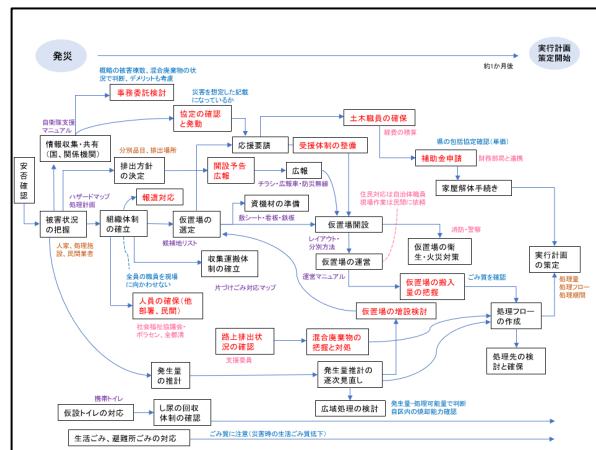 発災
実行計画
策定開始
約1か月後
概略の被害棟数、混合廃棄物の状
況で判断、デメリットも考慮
事務委託検討
自衛隊支援
マニュアル
災害を想定した記載
になっているか
協定の確認
と発動
土木職員の確保
経費の積算
情報収集・共有
(国、関係機関)
応援要請
受援体制の整備
県の包括協定確認(単価)
分別品目、排出場所
補助金申請
財務部局と連携
安否確認
排出方針
の決定
開設予告
広報
広報
チラシ・広報車・防災無線
家屋解体手続き
ハザードマップ
処理計画
報道対応
資機材の準備
敷シート・看板・鉄板
住民対応は自治体職員
現場作業は民間に依頼
被害状況
の把握
組織体制
の確立
仮置場の
選定
仮置場開設
消防・警察
人家、処理施
設、民間業者
候補地リスト
レイアウト・
分別方法
仮置場の衛
生・火災対策
実行計画
の策定
全員の職員を現場
に向かわせない
収集運搬体
制の確立
仮置場の運営
運営マニュアル
片づけごみ対応マップ
仮置場の搬入
量の把握
ごみ質を確認
処理量
処理フロー
処理期間
人員の確保(他
部署、民間)
社会福祉協議会・
ボラセン、全都清
仮置場の増設検討
処理フロー
の作成
路上排出状
況の確認
支援要員
混合廃棄物の
把握と対処
処理先の検
討と確保
発生量
の推計
発生量推計の
逐次見直し
携帯トイレ
広域処理の検討
発生量ー処理可能量で判断
自区内の焼却能力確認
仮設トイレの対応
し尿の回収
体制の確認
生活ごみ、避難所ごみの対応
ごみ質に注意(災害時の生活ごみ質低下)